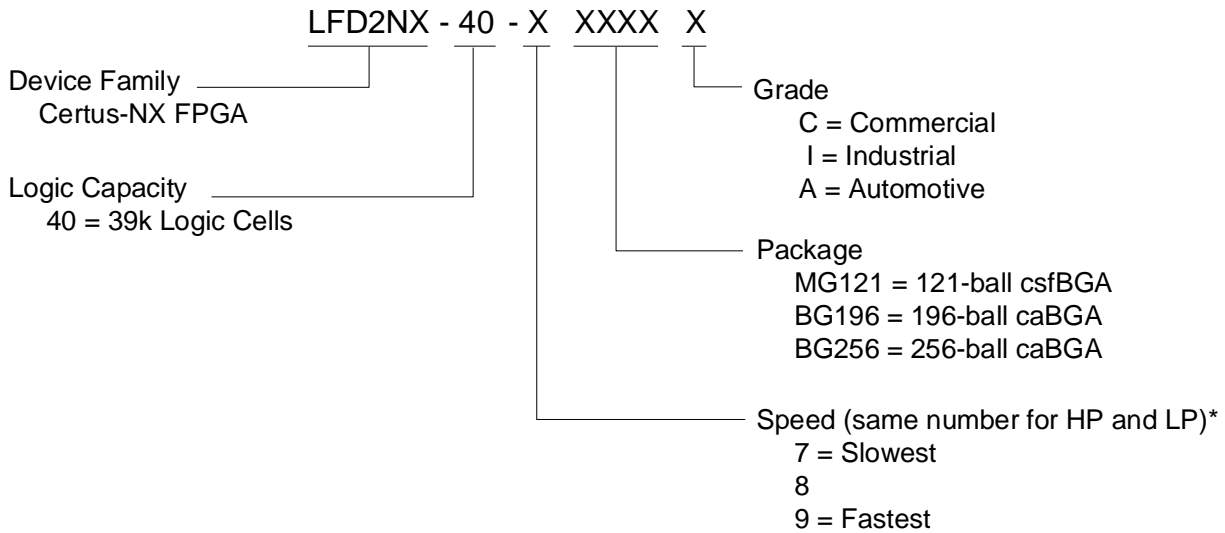 LFD2NX - 40 - X XXXX X
Device Family
Certus-NX FPGA
Logic Capacity
40 = 39k Logic Cells
Grade
C = Commercial
I = Industrial
A = Automotive
Package
MG121 = 121-ball csfBGA
BG196 = 196-ball caBGA
BG256 = 256-ball caBGA
Speed (same number for HP and LP)*
7 = Slowest
8
9 = Fastest